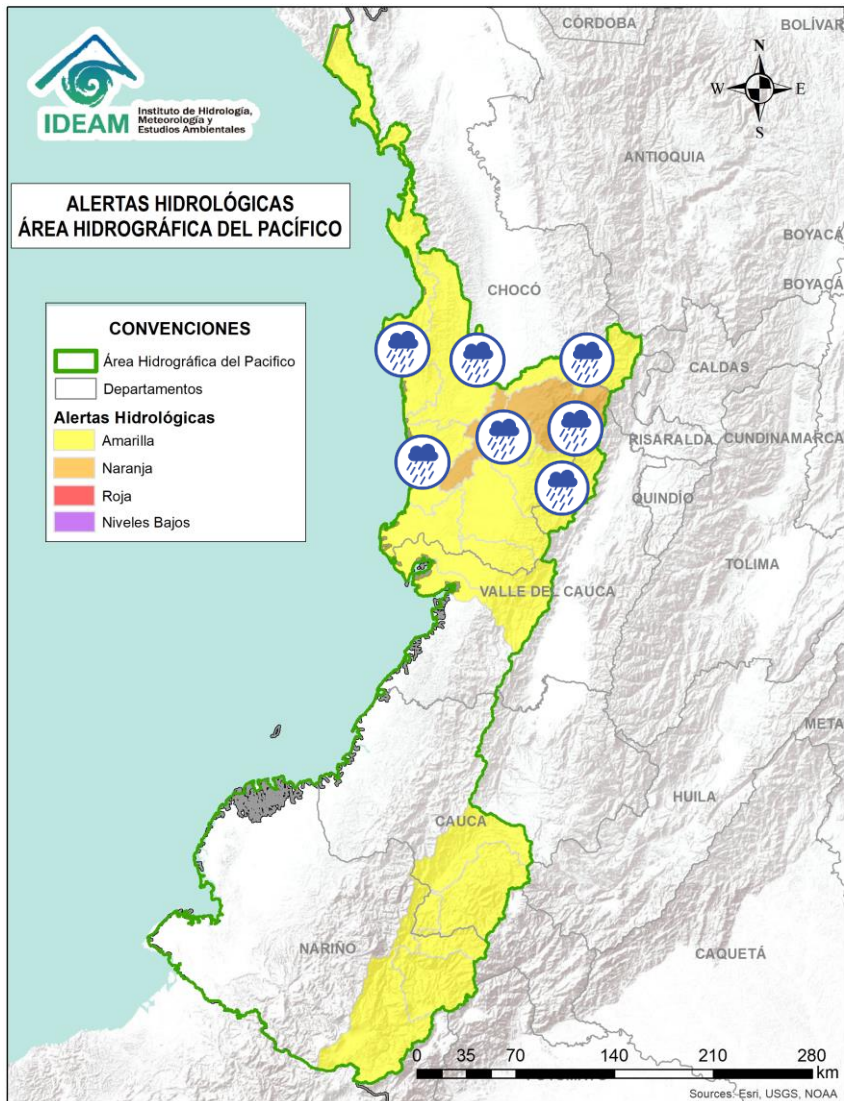 CÓRDOBA
BOLÍVAR
IDEAM
Instituto de Hidrología,
Meteorología y
Estudios Ambientales
N
W E
S
ANTIOQUIA
ALERTAS HIDROLÓGICAS
ÁREA HIDROGRÁFICA DEL PACÍFICO
BOYACÁ
BOYACÁ
CHOCÓ
CONVENCIONES
Área Hidrográfica del Pacifico
Departamentos
Alertas Hidrológicas
Amarilla
Naranja
Roja
Niveles Bajos
CALDAS
RISARALDA
CUNDINAMARCA
QUINDÍO
TOLIMA
VALLE DEL CAUCA
META
HUILA
CAUCA
NARIÑO
CAQUETÁ
0 35 70 140 210 280
km
Sources: Esri, USGS, NOAA